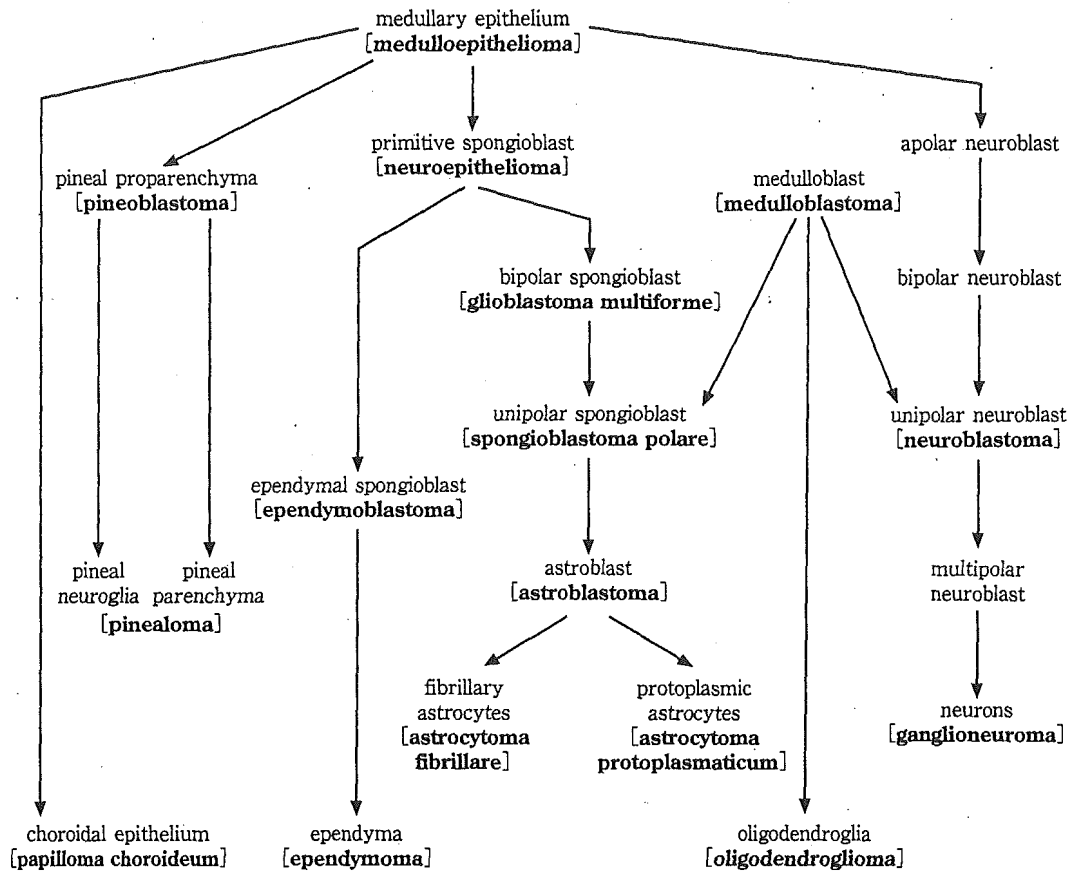 medullary epithelium
[medulloepithelioma]
primitive spongioblast
[neuroepithelioma]
apolar neuroblast
pineal proparenchyma
[pineoblastoma]
medulloblast
[medulloblastoma]
bipolar spongioblast
[glioblastoma multiforme]
bipolar neuroblast
unipolar spongioblast
[spongioblastoma polare]
unipolar neuroblast
[neuroblastoma]
ependymal spongioblast
[ependymoblastoma]
pineal
neuroglia
pineal
parenchyma
[pinealoma]
astroblast
[astroblastoma]
multipolar
neuroblast
fibrillary
astrocytes
[astrocytoma
fibrillare]
protoplasmic
astrocytes
[astrocytoma
protoplasmaticum]
neurons
[ganglioneuroma]
choroidal epithelium
[papilloma choroideum]
ependyma
[ependymoma]
oligodendroglia
[oligodendroglioma]